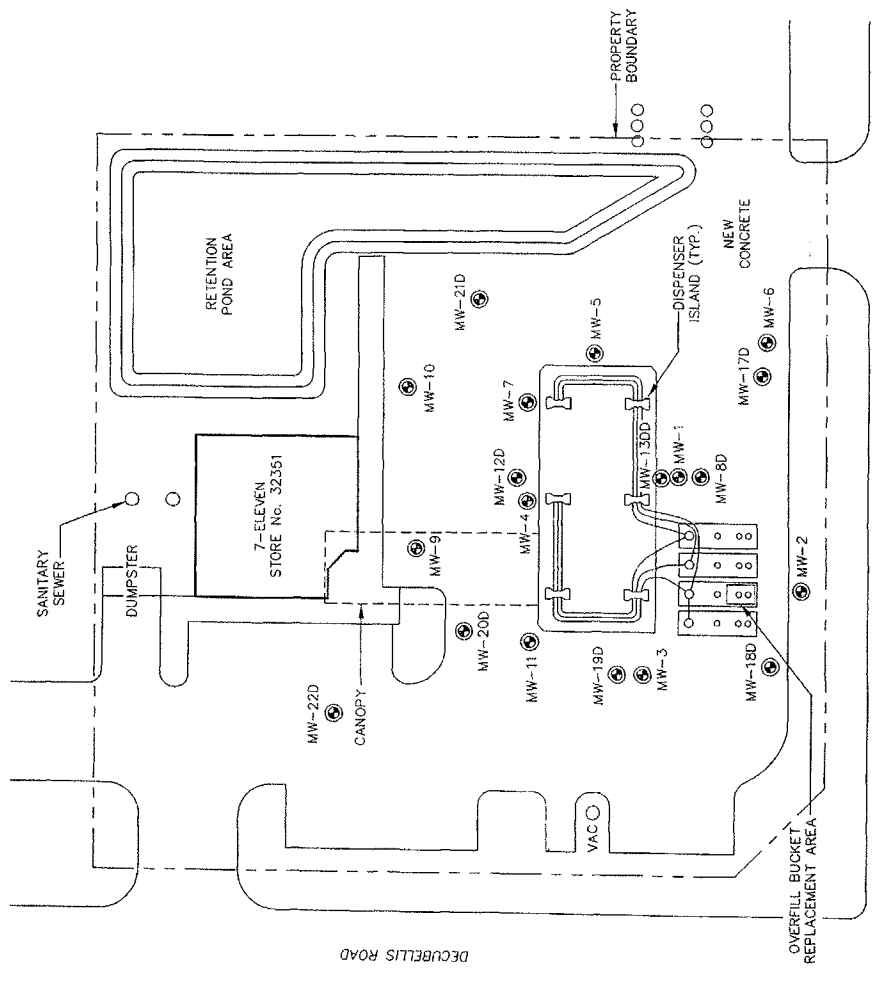 PROPERTY
BOUNDARY
SANITARY
SEWER
DUMPSTER
7-ELEVEN
STORE No. 32351
RETENTION
POND AREA
MW-21D
MW-10
MW-5
DISPENSER
ISLAND (TYP.)
NEW
CONCRETE
MW-6
MW-17D
MW-7
MW-12D
MW-4
MW-13DD
MW-1
MW-8D
MW-9
MW-2
MW-20D
MW-11
MW-19D
MW-3
MW-18D
CANOPY
MW-22D
VAC
OVERFILL BUCKET
REPLACEMENT AREA
DECUBELLIS ROAD